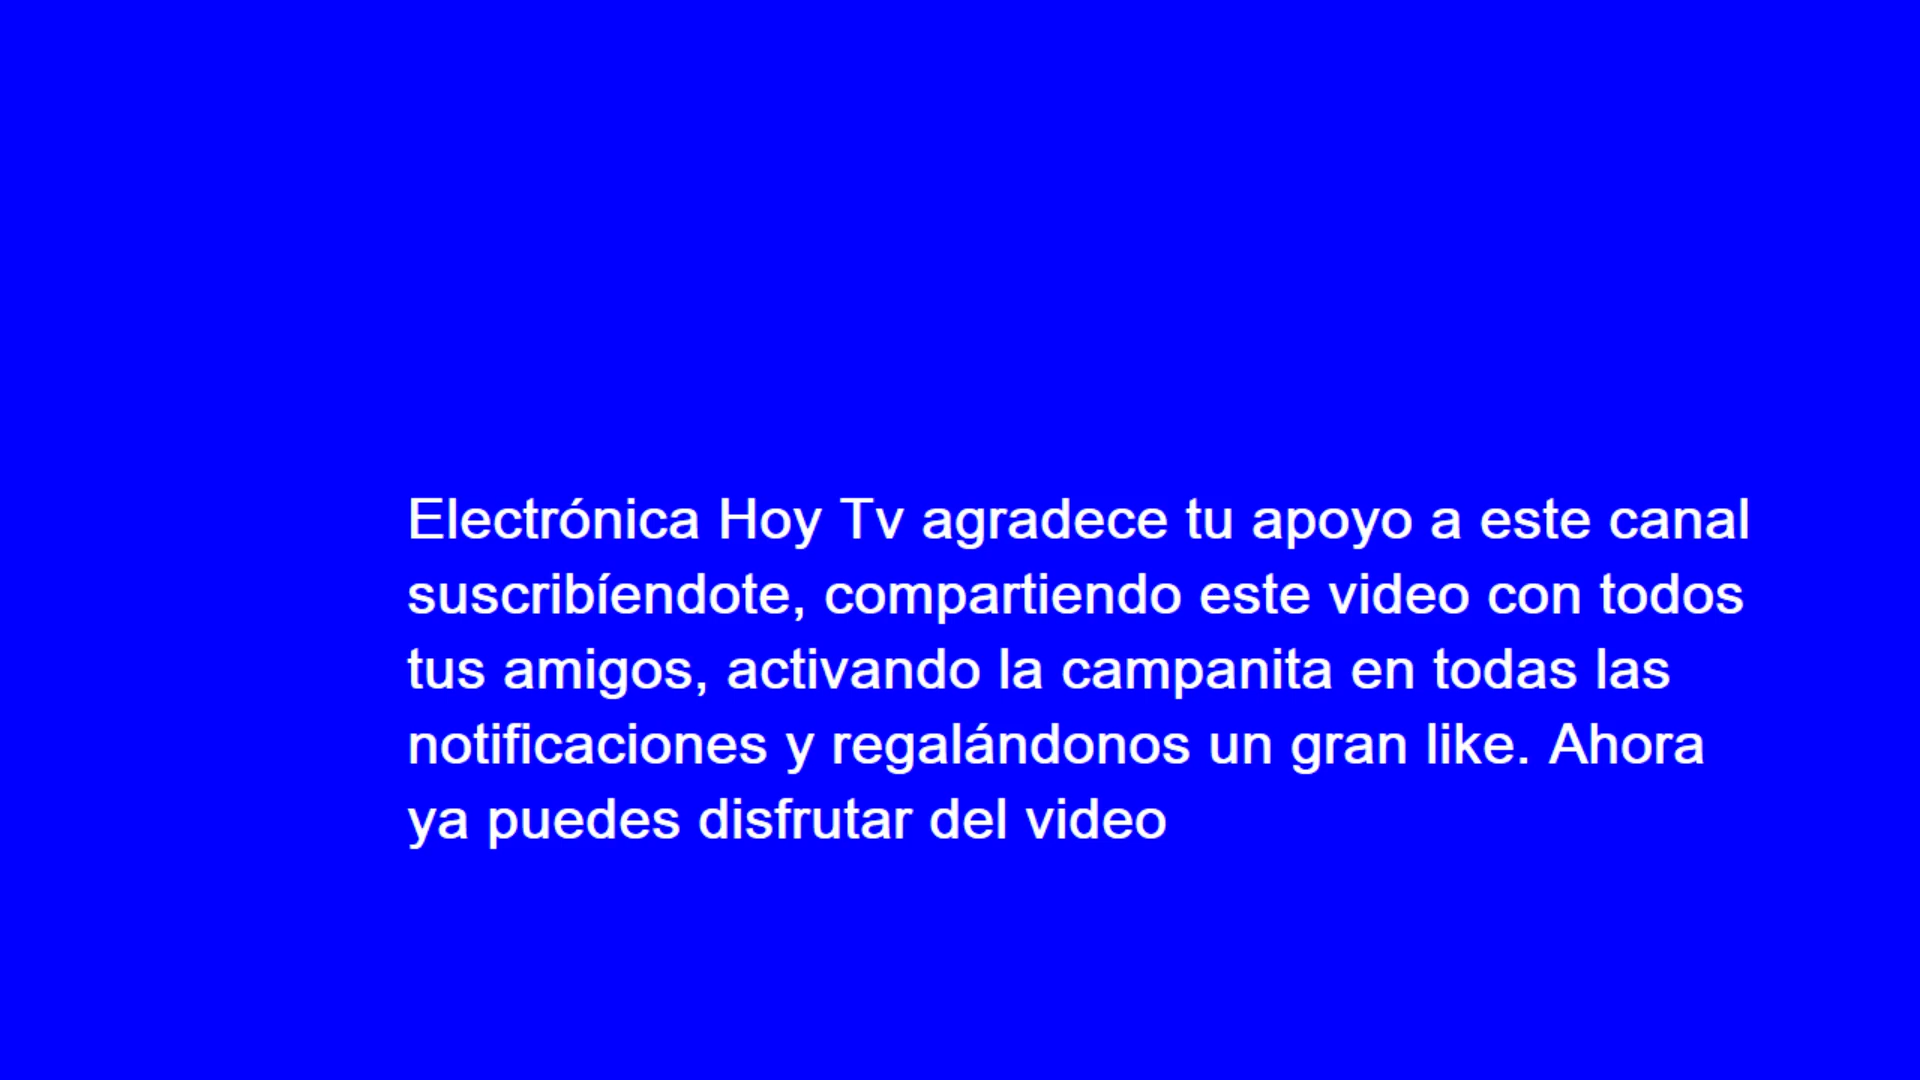 Electrónica Hoy Tv agradece tu apoyo a este canal
suscribíendote, compartiendo este video con todos
tus amigos, activando la campanita en todas las
notificaciones y regalándonos un gran like. Ahora
ya puedes disfrutar del video